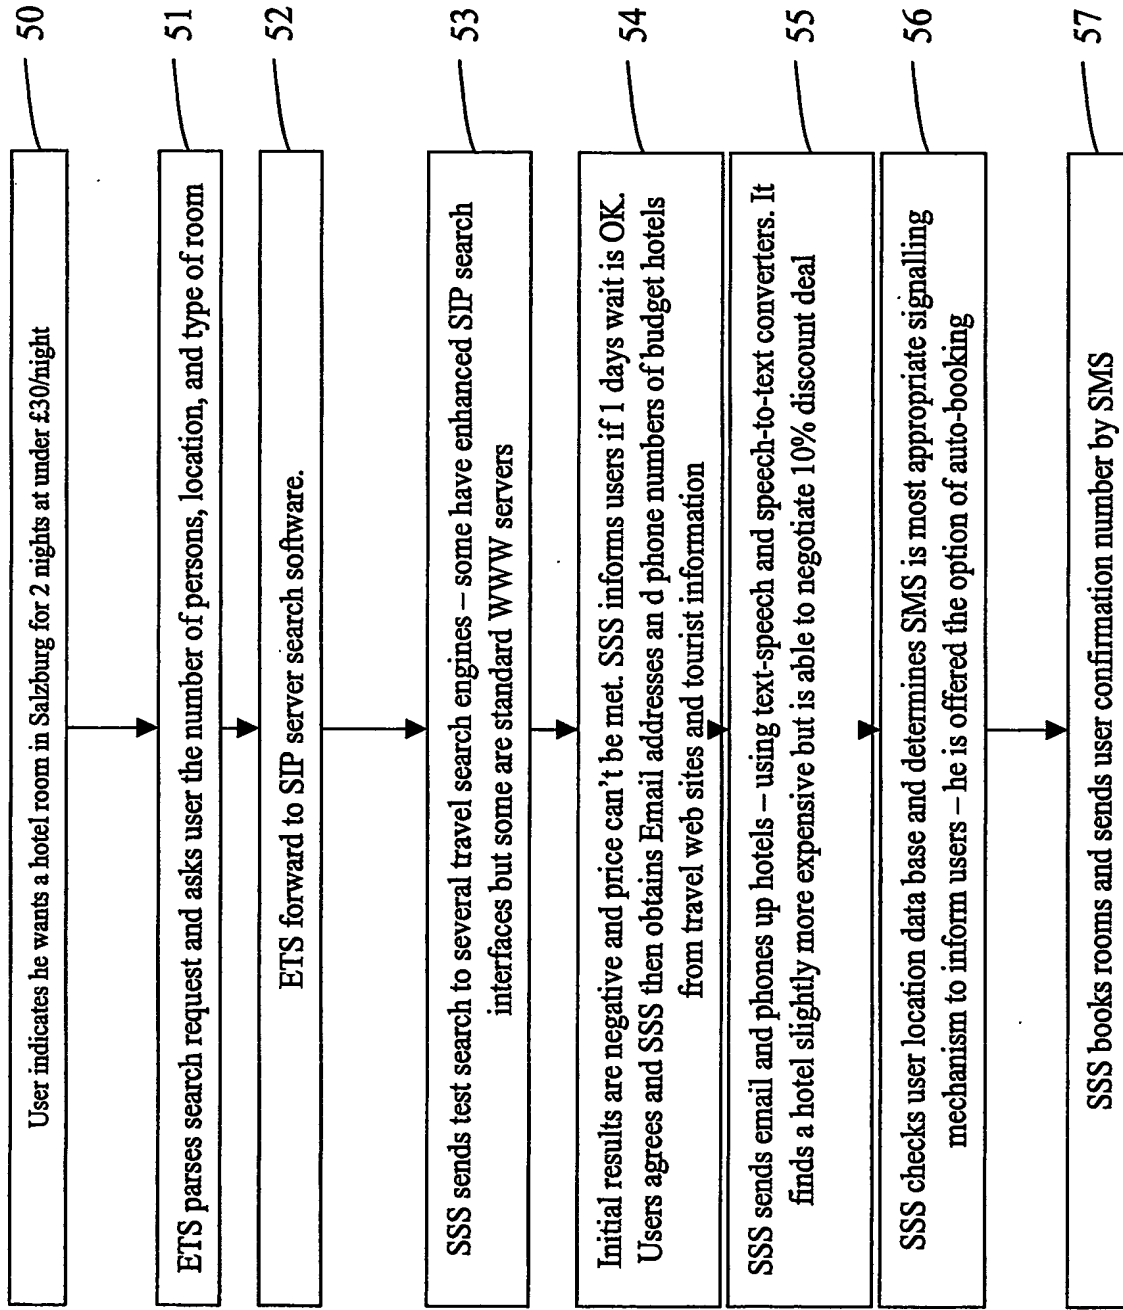 50
User indicates he wants a hotel room in Salzburg for 2 nights at under £30/night
51
ETS parses search request and asks user the number of persons, location, and type of room
52
ETS forward to SIP server search software.
53
SSS sends test search to several travel search engines – some have enhanced SIP search
interfaces but some are standard WWW servers
54
Initial results are negative and price can't be met. SSS informs users if 1 days wait is OK.
Users agrees and SSS then obtains Email addresses an d phone numbers of budget hotels
from travel web sites and tourist information
55
SSS sends email and phones up hotels – using text-speech and speech-to-text converters. It
finds a hotel slightly more expensive but is able to negotiate 10% discount deal
56
SSS checks user location data base and determines SMS is most appropriate signalling
mechanism to inform users – he is offered the option of auto-booking
57
SSS books rooms and sends user confirmation number by SMS